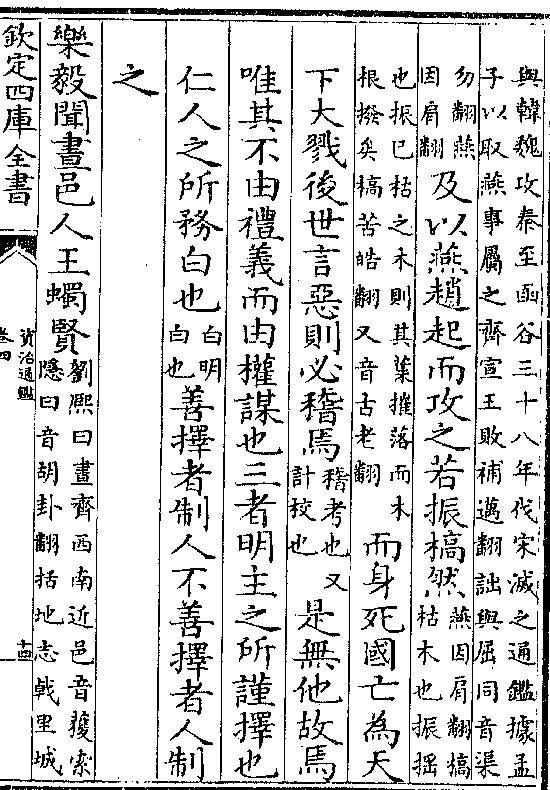 與韓魏攻秦至函谷三十八年伐宋滅之通鑑據孟
子以取燕事屬之齊宣王敗補邁翻詘與屈同音渠
勿翻燕因肩翻
及以燕趙起而攻之若振槁然
燕因肩翻槁枯木也振揺
也振已枯之木則其葉摧落而木根撥矣槁苦皓翻又音古老翻
而身死國亡為天
下大戮後世言惡則必稽焉
稽考也又計校也
是無他故焉
唯其不由禮義而由權謀也三者明主之所謹擇也
仁人之所務白也
白明白也
善擇者制人不善擇者人制
之
樂毅聞晝邑人王蠋賢
劉熙曰晝齊西南近邑音獲索隱曰音胡卦翻括地志戟里城
欽定四庫全書
資治通鑑
卷四
十四